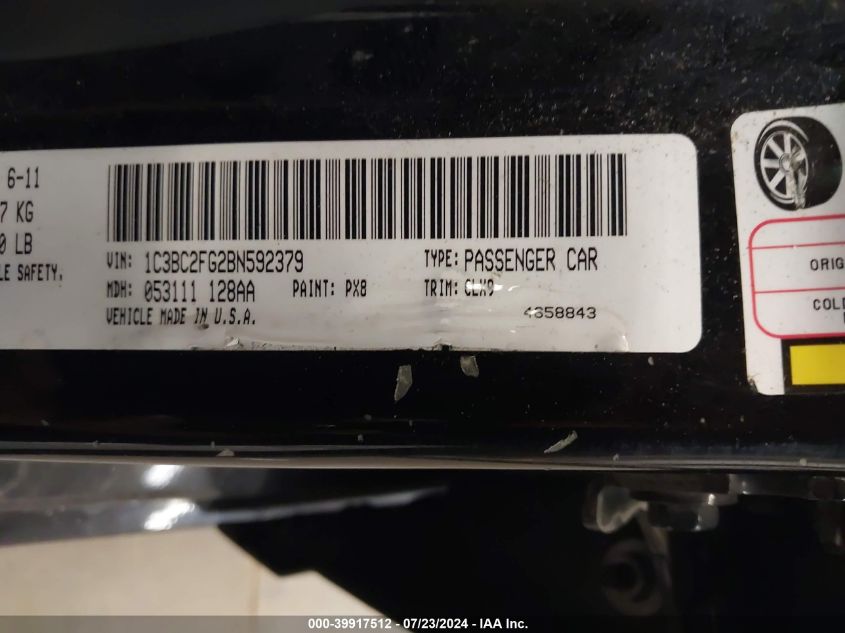 6-11
7 KG
0 LB
LE SAFETY,
VIN: 1C3BC2FG2BN592379 TYPE: PASSENGER CAR
MDH: 053111 128AA PAINT: PX8 TRIM: CLX9
VEHICLE MADE IN U.S.A. 4658843
ORIG
COLD
000-39917512 - 07/23/2024 - IAA Inc.